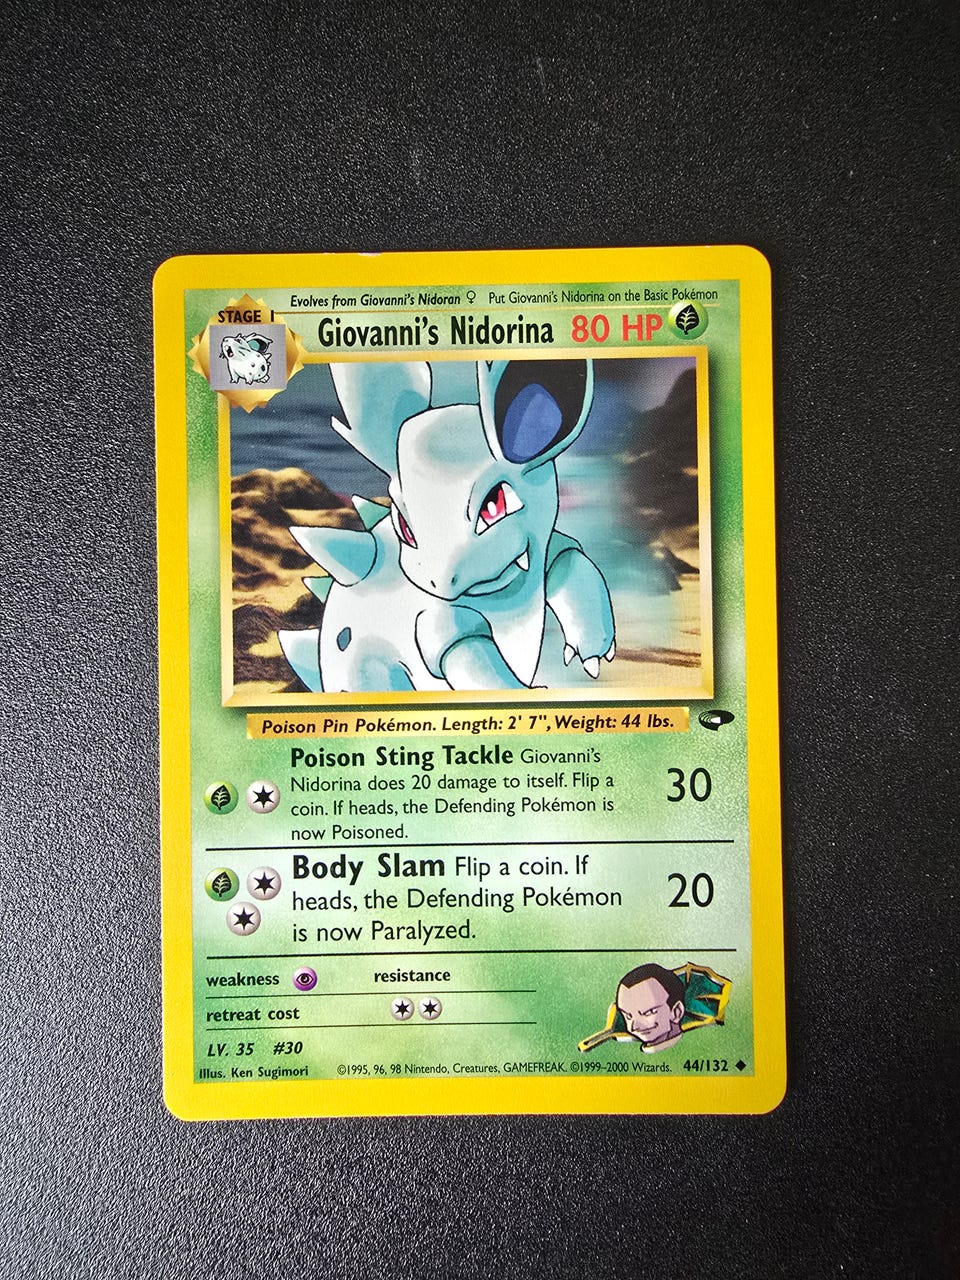 Evolves from Giovanni's Nidoran ♀ Put Giovanni's Nidorina on the Basic Pokémon
STAGE 1
Giovanni's Nidorina 80 HP
Poison Pin Pokémon. Length: 2' 7", Weight: 44 lbs.
Poison Sting Tackle Giovanni's
Nidorina does 20 damage to itself. Flip a
coin. If heads, the Defending Pokémon is
now Poisoned.
30
Body Slam Flip a coin. If
heads, the Defending Pokémon
is now Paralyzed.
20
weakness resistance
retreat cost
LV. 35 #30
Illus. Ken Sugimori ©1995, 96, 98 Nintendo, Creatures, GAMEFREAK. ©1999–2000 Wizards. 44/132 ◆